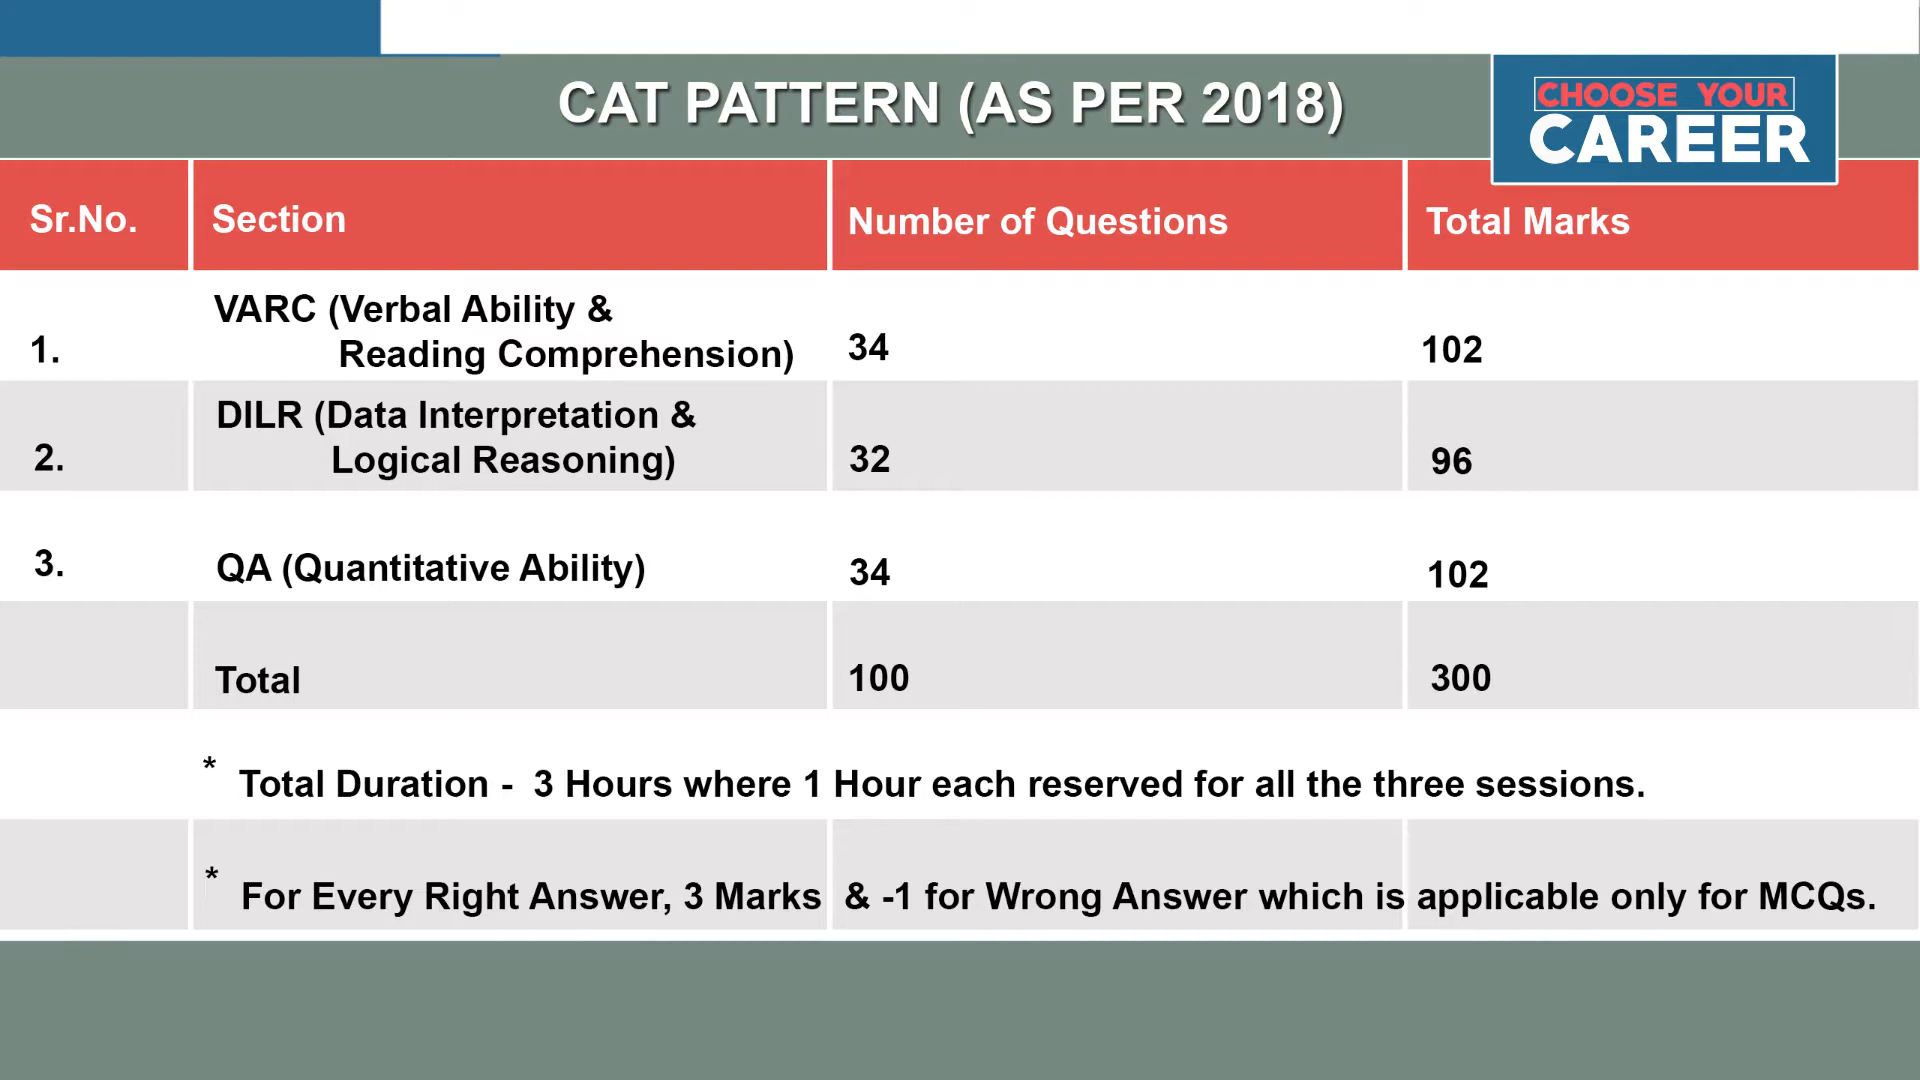 CAT PATTERN (AS PER 2018)
CHOOSE YOUR
CAREER
Sr.No. Section Number of Questions Total Marks
VARC (Verbal Ability &
1. Reading Comprehension) 34 102
DILR (Data Interpretation &
2. Logical Reasoning) 32 96
3. QA (Quantitative Ability) 34 102
Total 100 300
* Total Duration - 3 Hours where 1 Hour each reserved for all the three sessions.
* For Every Right Answer, 3 Marks & -1 for Wrong Answer which is applicable only for MCQs.